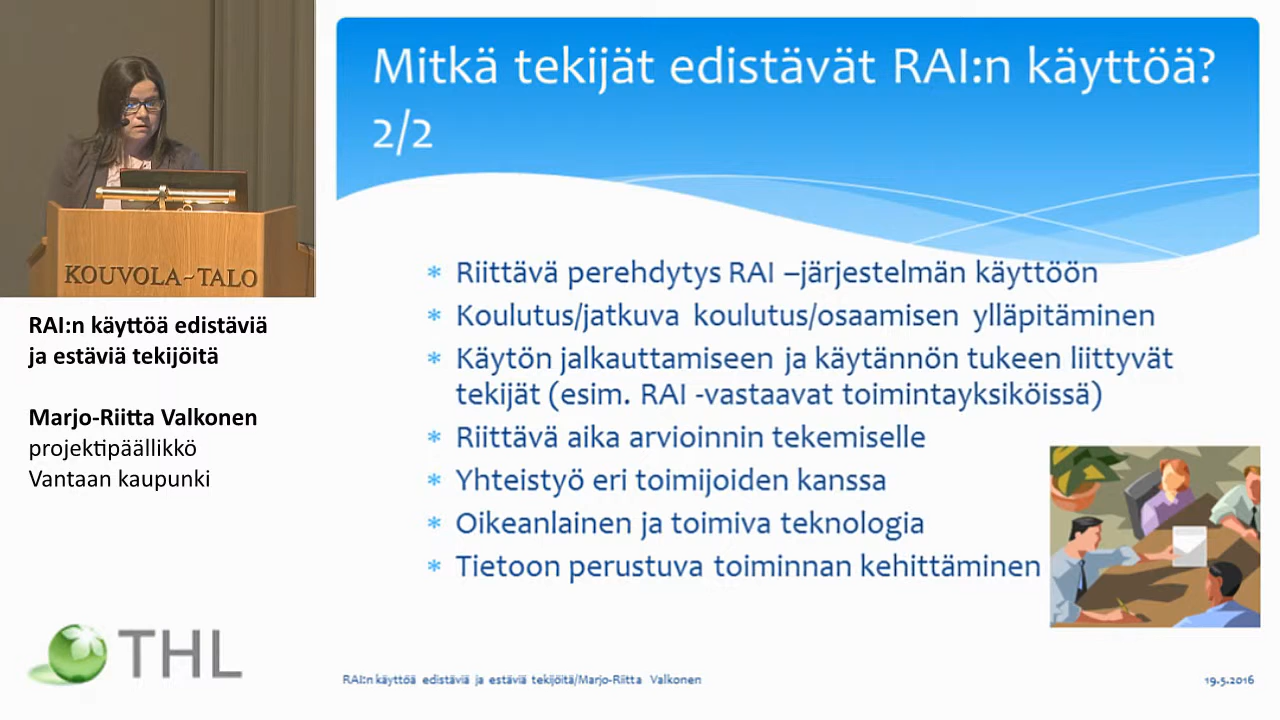 KOUVOLA-TALO
RAI:n käyttöä edistäviä
ja estäviä tekijöitä
Marjo-Riitta Valkonen
projektipäällikkö
Vantaan kaupunki
THL
Mitkä tekijät edistävät RAI:n käyttöä?
2/2
* Riittävä perehdytys RAI –järjestelmän käyttöön
* Koulutus/jatkuva koulutus/osaamisen ylläpitäminen
* Käytön jalkauttamiseen ja käytännön tukeen liittyvät
tekijät (esim. RAI -vastaavat toimintayksiköissä)
* Riittävä aika arvioinnin tekemiselle
* Yhteistyö eri toimijoiden kanssa
* Oikeanlainen ja toimiva teknologia
* Tietoon perustuva toiminnan kehittäminen
RAI:n käyttöä edistäviä ja estäviä tekijöitä/Marjo-Riitta Valkonen
19.5.2016